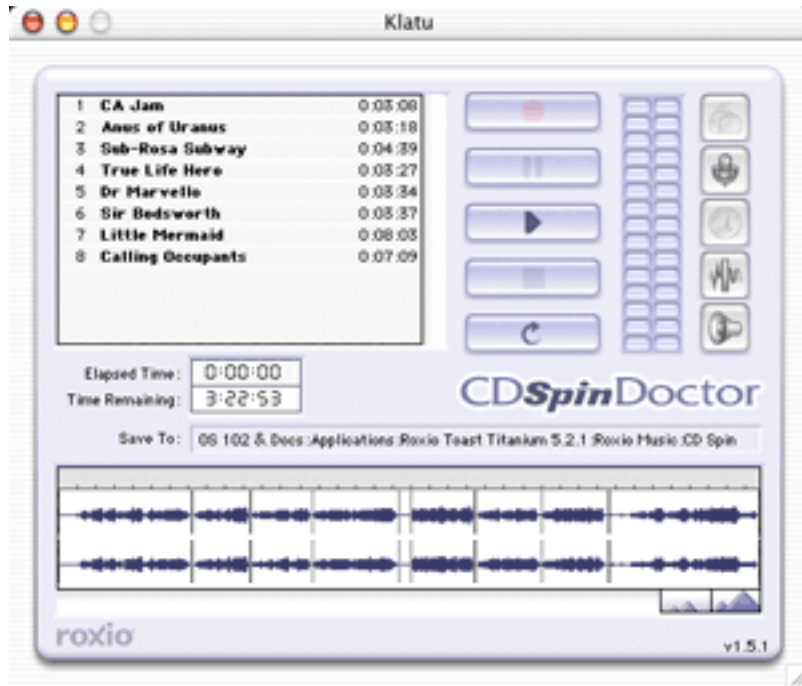 Klatu
1 CA Jam 0:03:08
2 Anus of Uranus 0:03:18
3 Sub-Rosa Subway 0:04:39
4 True Life Hero 0:03:27
5 Dr Marvello 0:03:34
6 Sir Bodsworth 0:03:37
7 Little Mermaid 0:08:03
8 Calling Occupants 0:07:09
Elapsed Time: 0:00:00
Time Remaining: 3:22:53
CDSpinDoctor
Save To: OS 102 & Docs:Applications:Roxio Toast Titanium 5.2.1:Roxio Music:CD Spin
roxio
v1.5.1